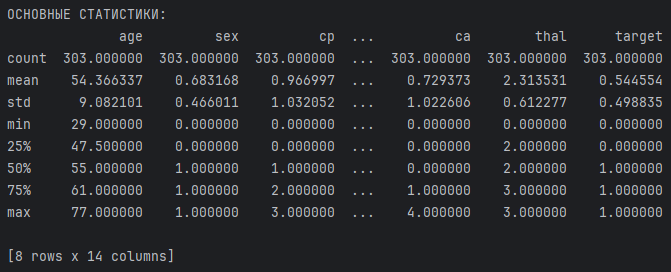 ОСНОВНЫЕ СТАТИСТИКИ:
              age         sex          cp  ...          ca        thal      target
count  303.000000  303.000000  303.000000  ...  303.000000  303.000000  303.000000
mean    54.366337    0.683168    0.966997  ...    0.729373    2.313531    0.544554
std      9.082101    0.466011    1.032052  ...    1.022606    0.612277    0.498835
min     29.000000    0.000000    0.000000  ...    0.000000    0.000000    0.000000
25%     47.500000    0.000000    0.000000  ...    0.000000    2.000000    0.000000
50%     55.000000    1.000000    1.000000  ...    0.000000    2.000000    1.000000
75%     61.000000    1.000000    2.000000  ...    1.000000    3.000000    1.000000
max     77.000000    1.000000    3.000000  ...    4.000000    3.000000    1.000000
[8 rows x 14 columns]